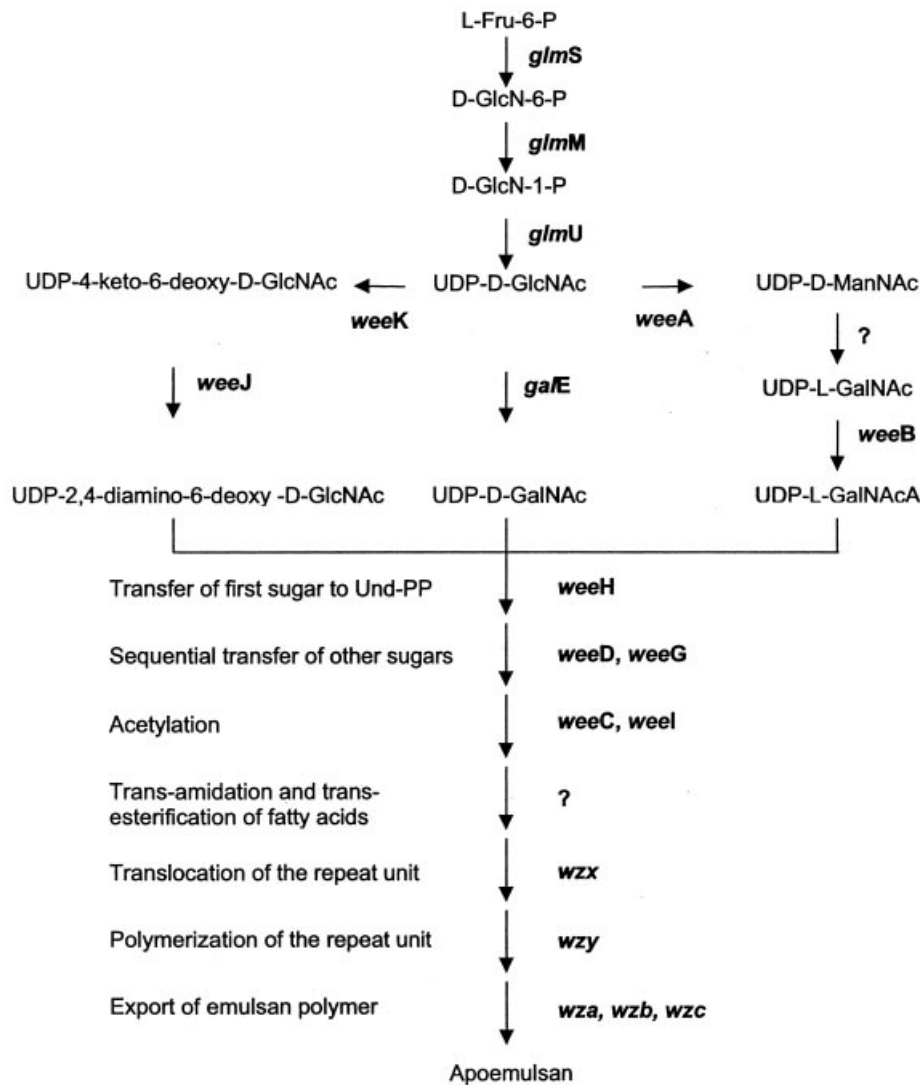 L-Fru-6-P
glmS
D-GlcN-6-P
glmM
D-GlcN-1-P
glmU
UDP-4-keto-6-deoxy-D-GlcNAc
UDP-D-GlcNAc
UDP-D-ManNAc
weeK
weeA
?
weeJ
galE
UDP-L-GalNAc
weeB
UDP-2,4-diamino-6-deoxy -D-GlcNAc
UDP-D-GalNAc
UDP-L-GalNAcA
Transfer of first sugar to Und-PP
weeH
Sequential transfer of other sugars
weeD, weeG
Acetylation
weeC, weeI
Trans-amidation and trans-
esterification of fatty acids
?
Translocation of the repeat unit
wzx
Polymerization of the repeat unit
wzy
Export of emulsan polymer
wza, wzb, wzc
Apoemulsan